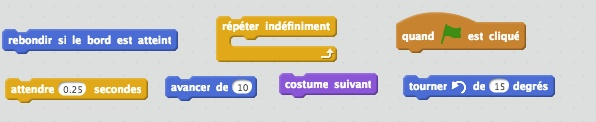 répéter indéfiniment
quand est cliqué
rebondir si le bord est atteint
attendre 0.25 secondes
avancer de 10
costume suivant
tourner de 15 degrés